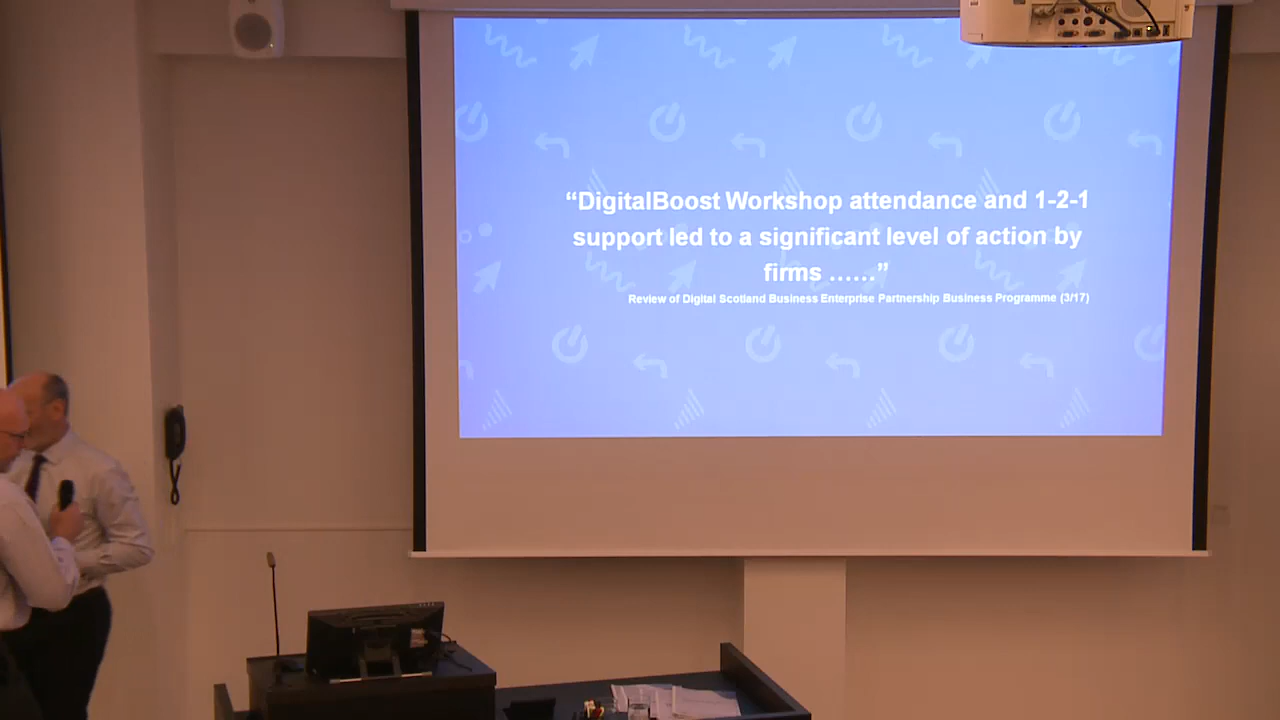 “DigitalBoost Workshop attendance and 1-2-1
support led to a significant level of action by
firms ……”
Review of Digital Scotland Business Enterprise Partnership Business Programme (3/17)